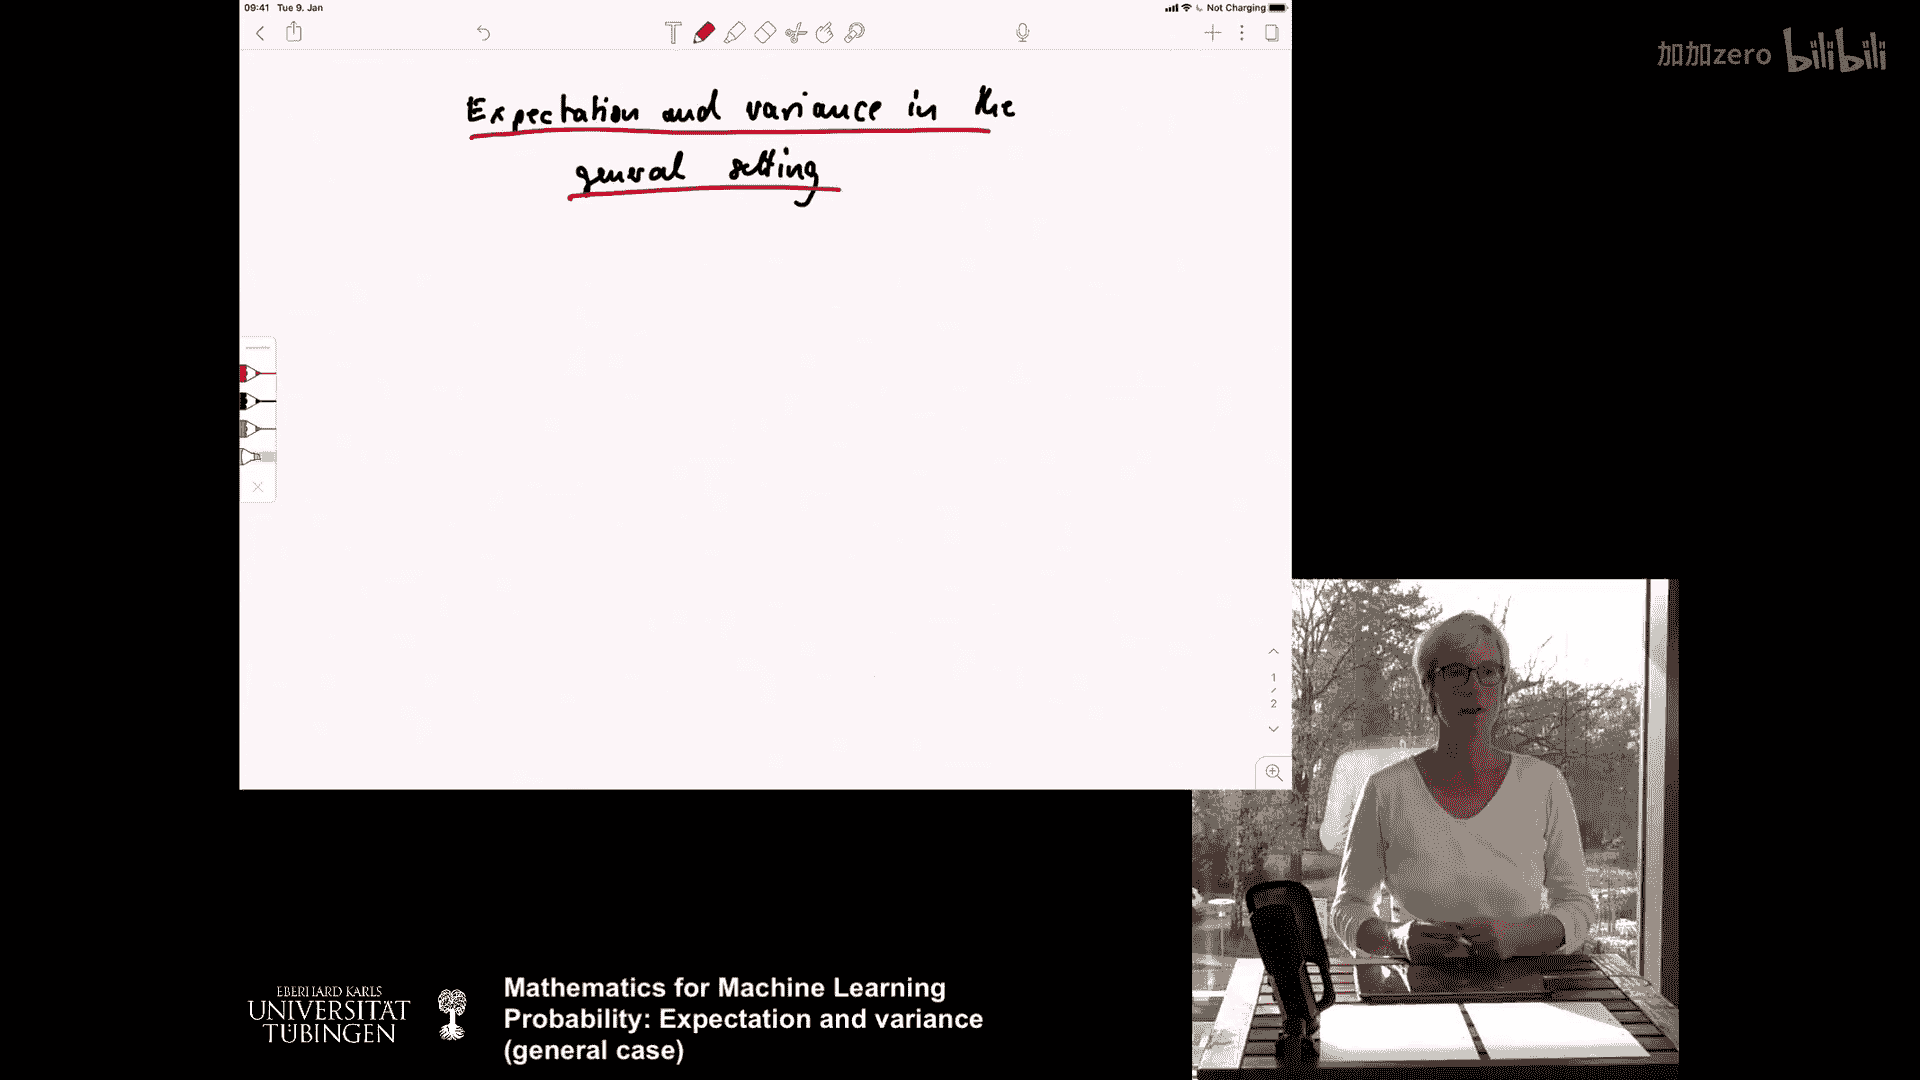 09:41 Tue 9. Jan
Not Charging
加加zero bilibili
Expectation and variance in the
general setting
1
/
2
EBERHARD KARLS
UNIVERSITÄT
TÜBINGEN
Mathematics for Machine Learning
Probability: Expectation and variance
(general case)